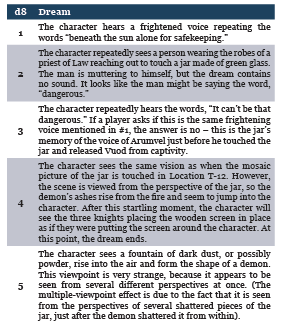 d8 Dream
1 The character hears a frightened voice repeating the
words “beneath the sun alone for safekeeping.”
The character repeatedly sees a person wearing the robes of a
priest of Law reaching out to touch a jar made of green glass.
2 The man is muttering to himself, but the dream contains
no sound. It looks like the man might be saying the word,
“dangerous.”
The character repeatedly hears the words, “It can’t be that
dangerous.” If a player asks if this is the same frightening
3 voice mentioned in #1, the answer is no – this is the jar’s
memory of the voice of Arumvel just before he touched the
jar and released Vuod from captivity.
The character sees the same vision as when the mosaic
picture of the jar is touched in Location T-12. However,
the scene is viewed from the perspective of the jar, so the
demon’s ashes rise from the fire and seem to jump into the
4 character. After this startling moment, the character will
see the three knights placing the wooden screen in place
as if they were putting the screen around the character. At
this point, the dream ends.
The character sees a fountain of dark dust, or possibly
powder, rise into the air and form the shape of a demon.
This viewpoint is very strange, because it appears to be
5 seen from several different perspectives at once. (The
multiple-viewpoint effect is due to the fact that it is seen
from the perspectives of several shattered pieces of the
jar, just after the demon shattered it from within).